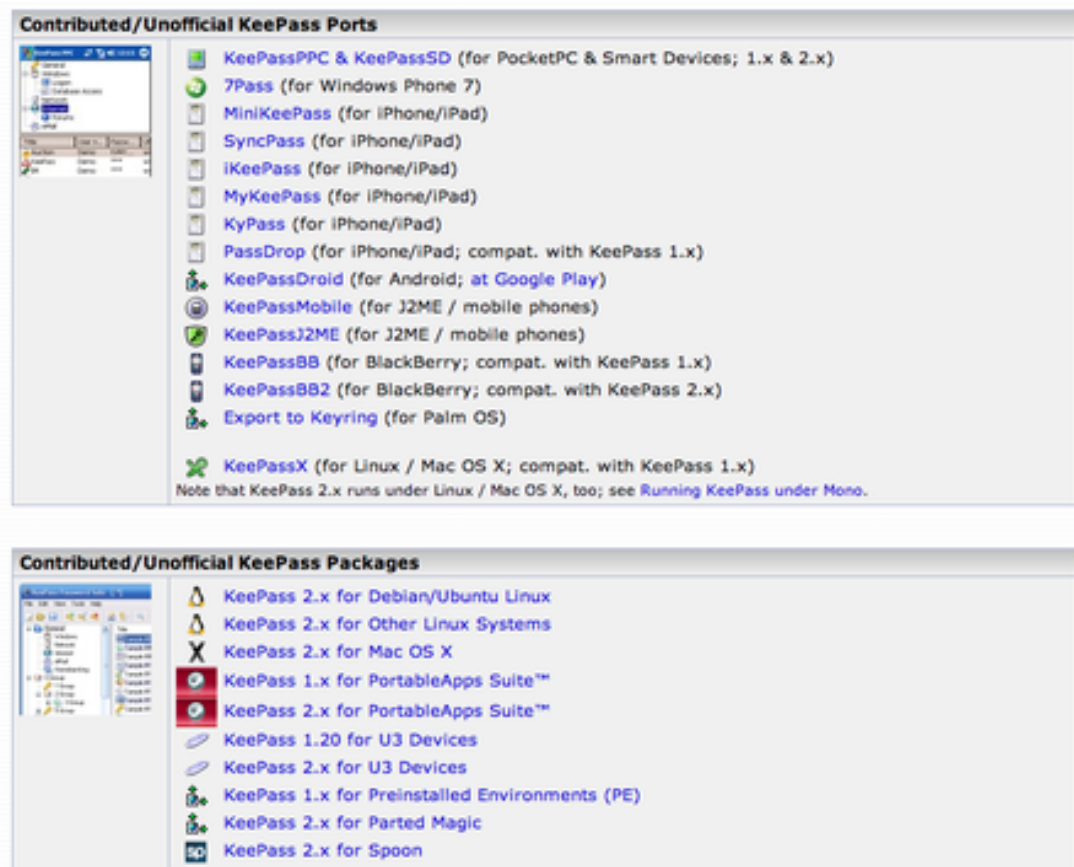 Contributed/Unofficial KeePass Ports
KeePassPPC & KeePassSD (for PocketPC & Smart Devices; 1.x & 2.x)
7Pass (for Windows Phone 7)
MiniKeePass (for iPhone/iPad)
SyncPass (for iPhone/iPad)
iKeePass (for iPhone/iPad)
MyKeePass (for iPhone/iPad)
KyPass (for iPhone/iPad)
PassDrop (for iPhone/iPad; compat. with KeePass 1.x)
KeePassDroid (for Android; at Google Play)
KeePassMobile (for J2ME / mobile phones)
KeePassJ2ME (for J2ME / mobile phones)
KeePassBB (for BlackBerry; compat. with KeePass 1.x)
KeePassBB2 (for BlackBerry; compat. with KeePass 2.x)
Export to Keyring (for Palm OS)
KeePassX (for Linux / Mac OS X; compat. with KeePass 1.x)
Note that KeePass 2.x runs under Linux / Mac OS X, too; see Running KeePass under Mono.
Contributed/Unofficial KeePass Packages
KeePass 2.x for Debian/Ubuntu Linux
KeePass 2.x for Other Linux Systems
KeePass 2.x for Mac OS X
KeePass 1.x for PortableApps Suite™
KeePass 2.x for PortableApps Suite™
KeePass 1.20 for U3 Devices
KeePass 2.x for U3 Devices
KeePass 1.x for Preinstalled Environments (PE)
KeePass 2.x for Parted Magic
sp KeePass 2.x for Spoon